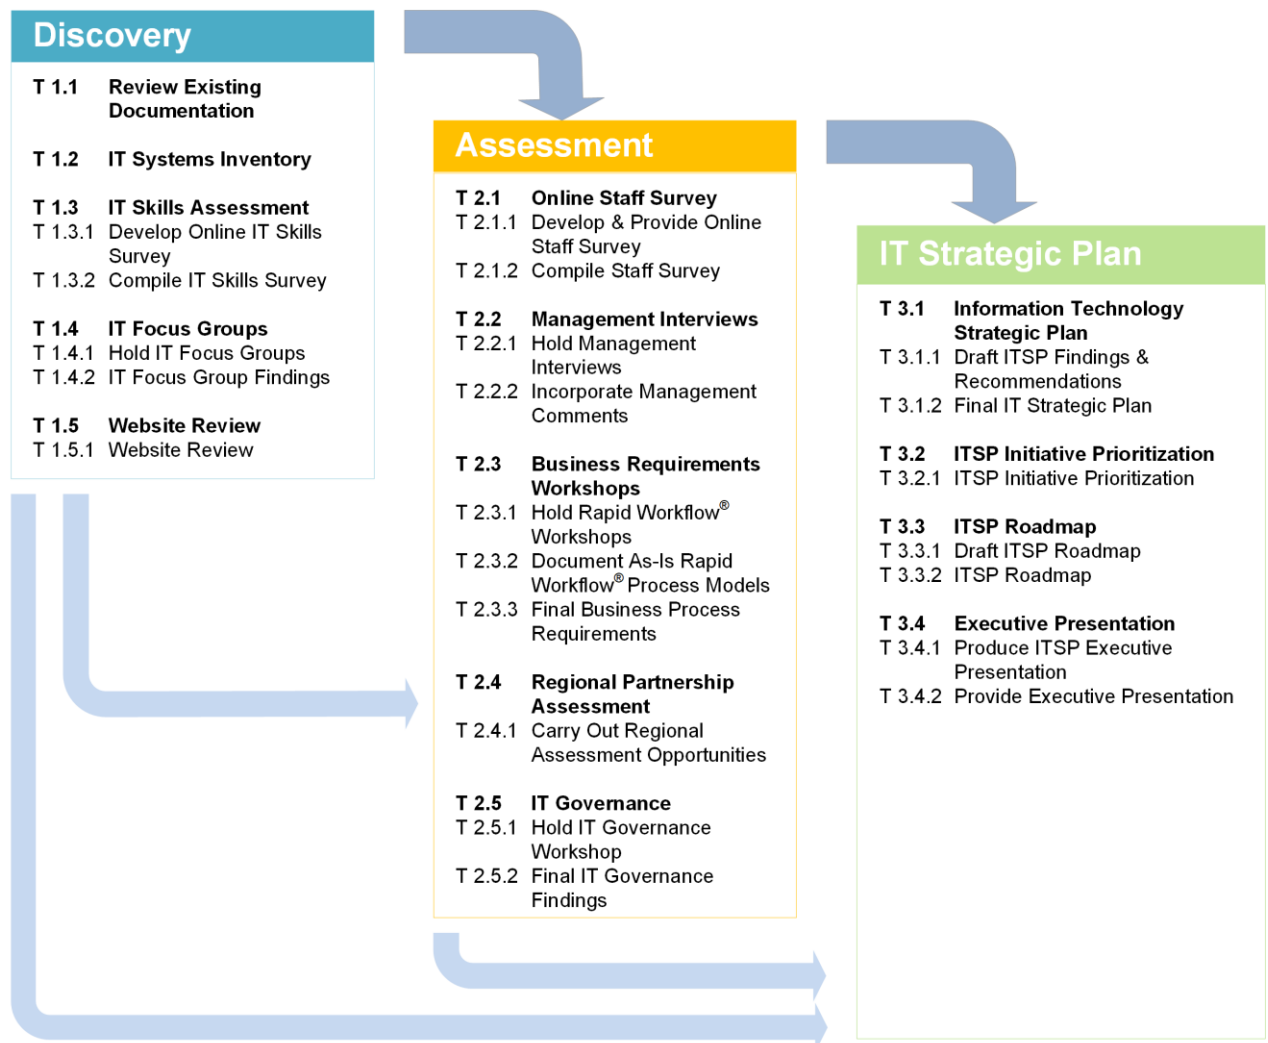 Discovery
T 1.1 Review Existing
Documentation
T 1.2 IT Systems Inventory
T 1.3 IT Skills Assessment
T 1.3.1 Develop Online IT Skills
Survey
T 1.3.2 Compile IT Skills Survey
T 1.4 IT Focus Groups
T 1.4.1 Hold IT Focus Groups
T 1.4.2 IT Focus Group Findings
T 1.5 Website Review
T 1.5.1 Website Review
Assessment
T 2.1 Online Staff Survey
T 2.1.1 Develop & Provide Online
Staff Survey
T 2.1.2 Compile Staff Survey
T 2.2 Management Interviews
T 2.2.1 Hold Management
Interviews
T 2.2.2 Incorporate Management
Comments
T 2.3 Business Requirements
Workshops
T 2.3.1 Hold Rapid Workflow®
Workshops
T 2.3.2 Document As-Is Rapid
Workflow® Process Models
T 2.3.3 Final Business Process
Requirements
T 2.4 Regional Partnership
Assessment
T 2.4.1 Carry Out Regional
Assessment Opportunities
T 2.5 IT Governance
T 2.5.1 Hold IT Governance
Workshop
T 2.5.2 Final IT Governance
Findings
IT Strategic Plan
T 3.1 Information Technology
Strategic Plan
T 3.1.1 Draft ITSP Findings &
Recommendations
T 3.1.2 Final IT Strategic Plan
T 3.2 ITSP Initiative Prioritization
T 3.2.1 ITSP Initiative Prioritization
T 3.3 ITSP Roadmap
T 3.3.1 Draft ITSP Roadmap
T 3.3.2 ITSP Roadmap
T 3.4 Executive Presentation
T 3.4.1 Produce ITSP Executive
Presentation
T 3.4.2 Provide Executive Presentation